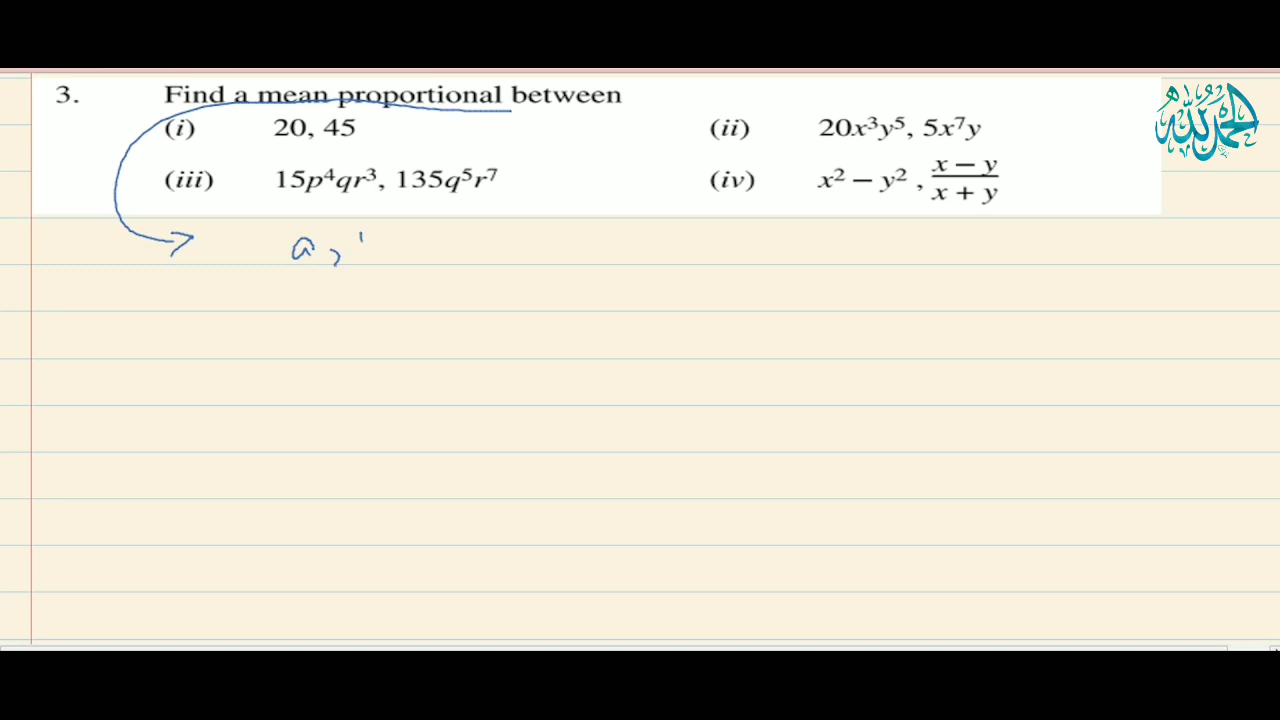 3. Find a mean proportional between
(i) 20, 45 (ii) 20x³y⁵, 5x⁷y
(iii) 15p⁴qr³, 135q⁵r⁷ (iv) x² − y², (x − y)/(x + y)
a, '
الحمد لله